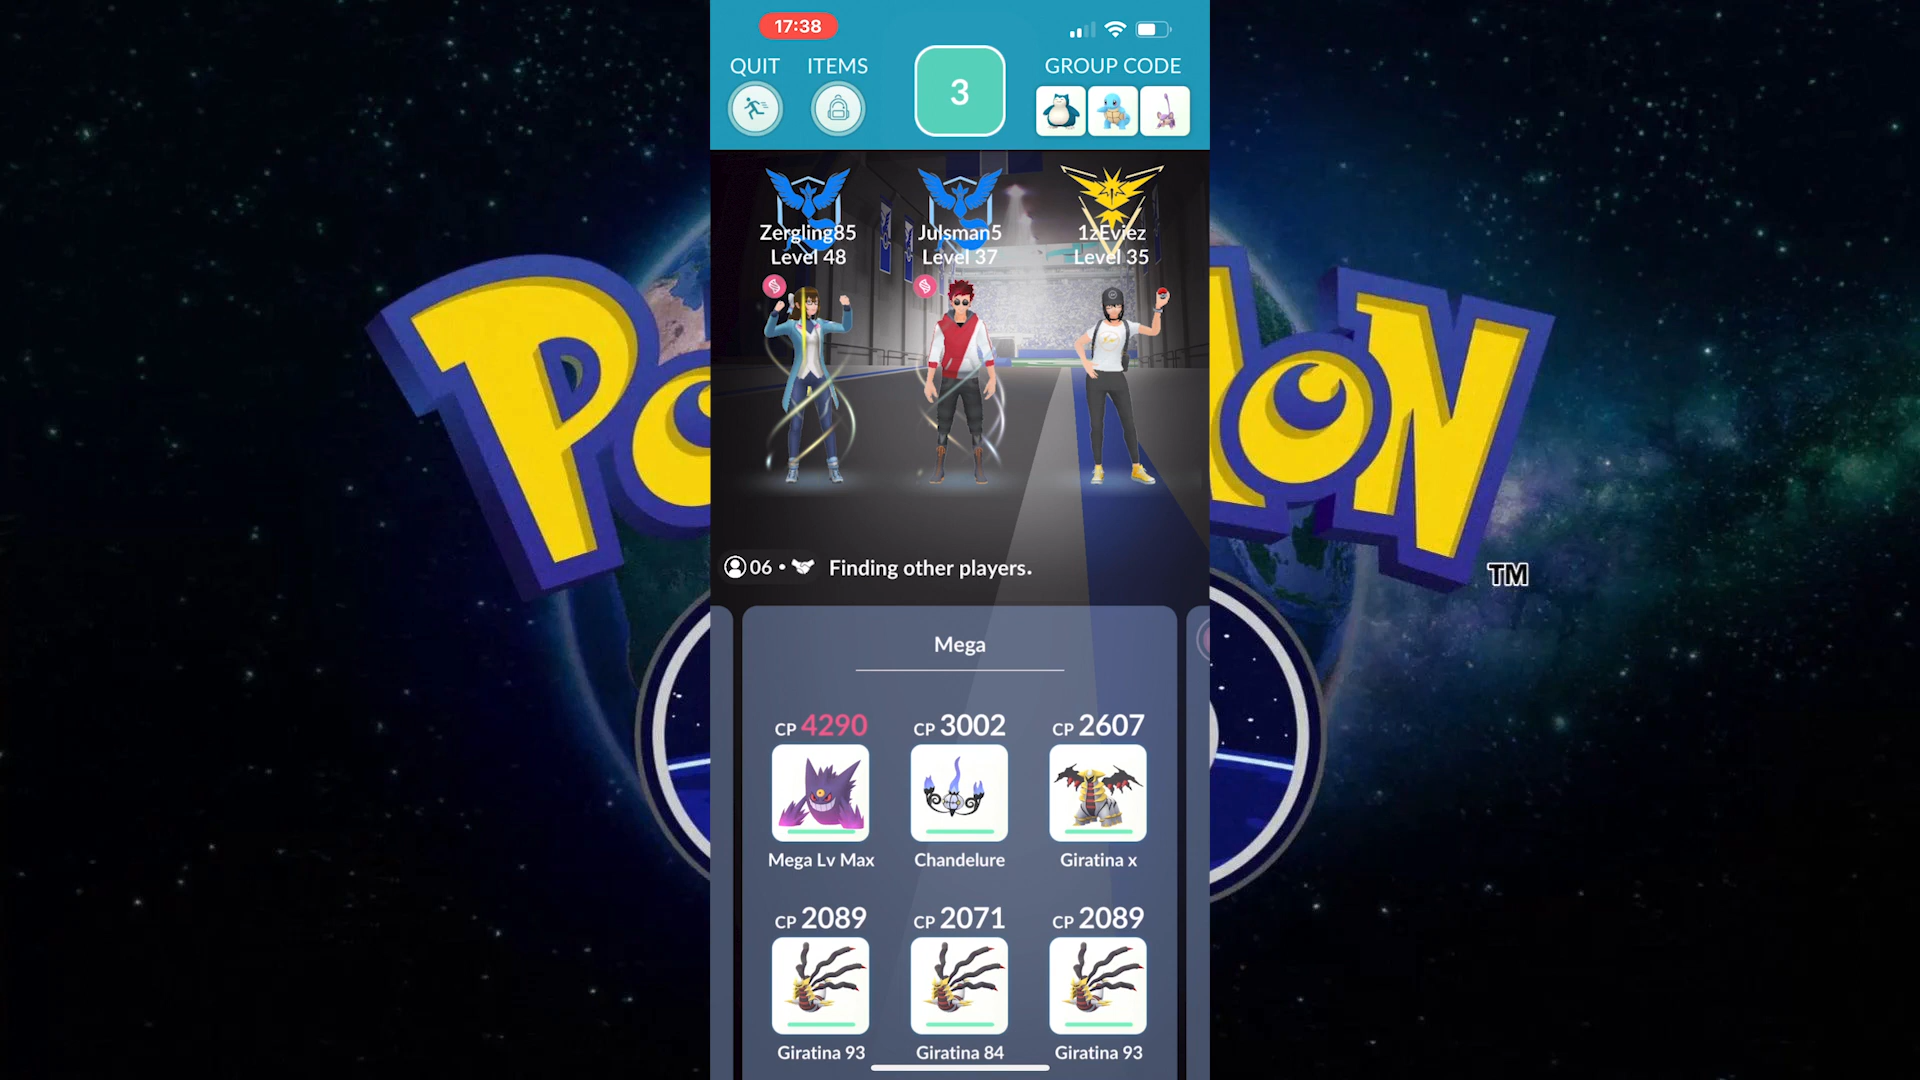 17:38
QUIT ITEMS 3 GROUP CODE
Zergling85 Julsman5 1zEviez
Level 48 Level 37 Level 35
06 • Finding other players.
Mega
CP 4290 CP 3002 CP 2607
Mega Lv Max Chandelure Giratina x
CP 2089 CP 2071 CP 2089
Giratina 93 Giratina 84 Giratina 93
TM